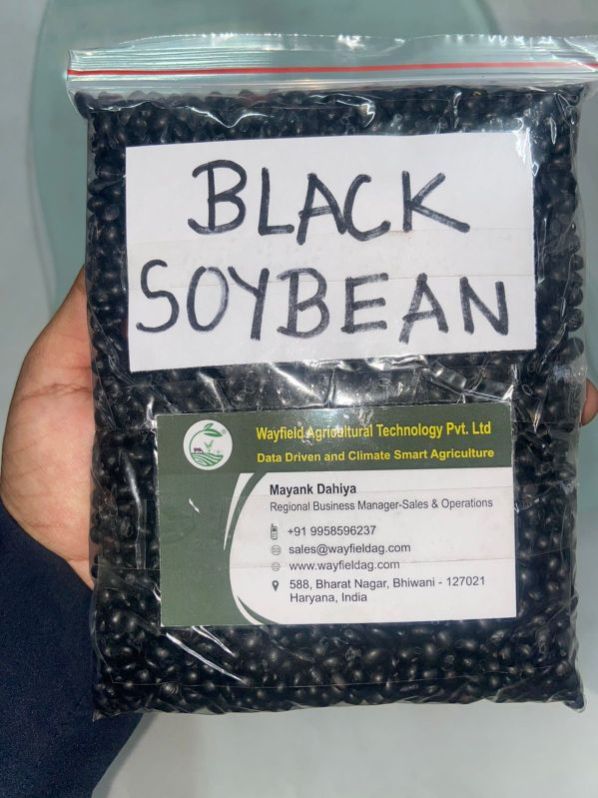 BLACK
SOYBEAN
Wayfield Agricultural Technology Pvt. Ltd
Data Driven and Climate Smart Agriculture
Mayank Dahiya
Regional Business Manager-Sales & Operations
+91 9958596237
sales@wayfieldag.com
www.wayfieldag.com
588, Bharat Nagar, Bhiwani - 127021
Haryana, India